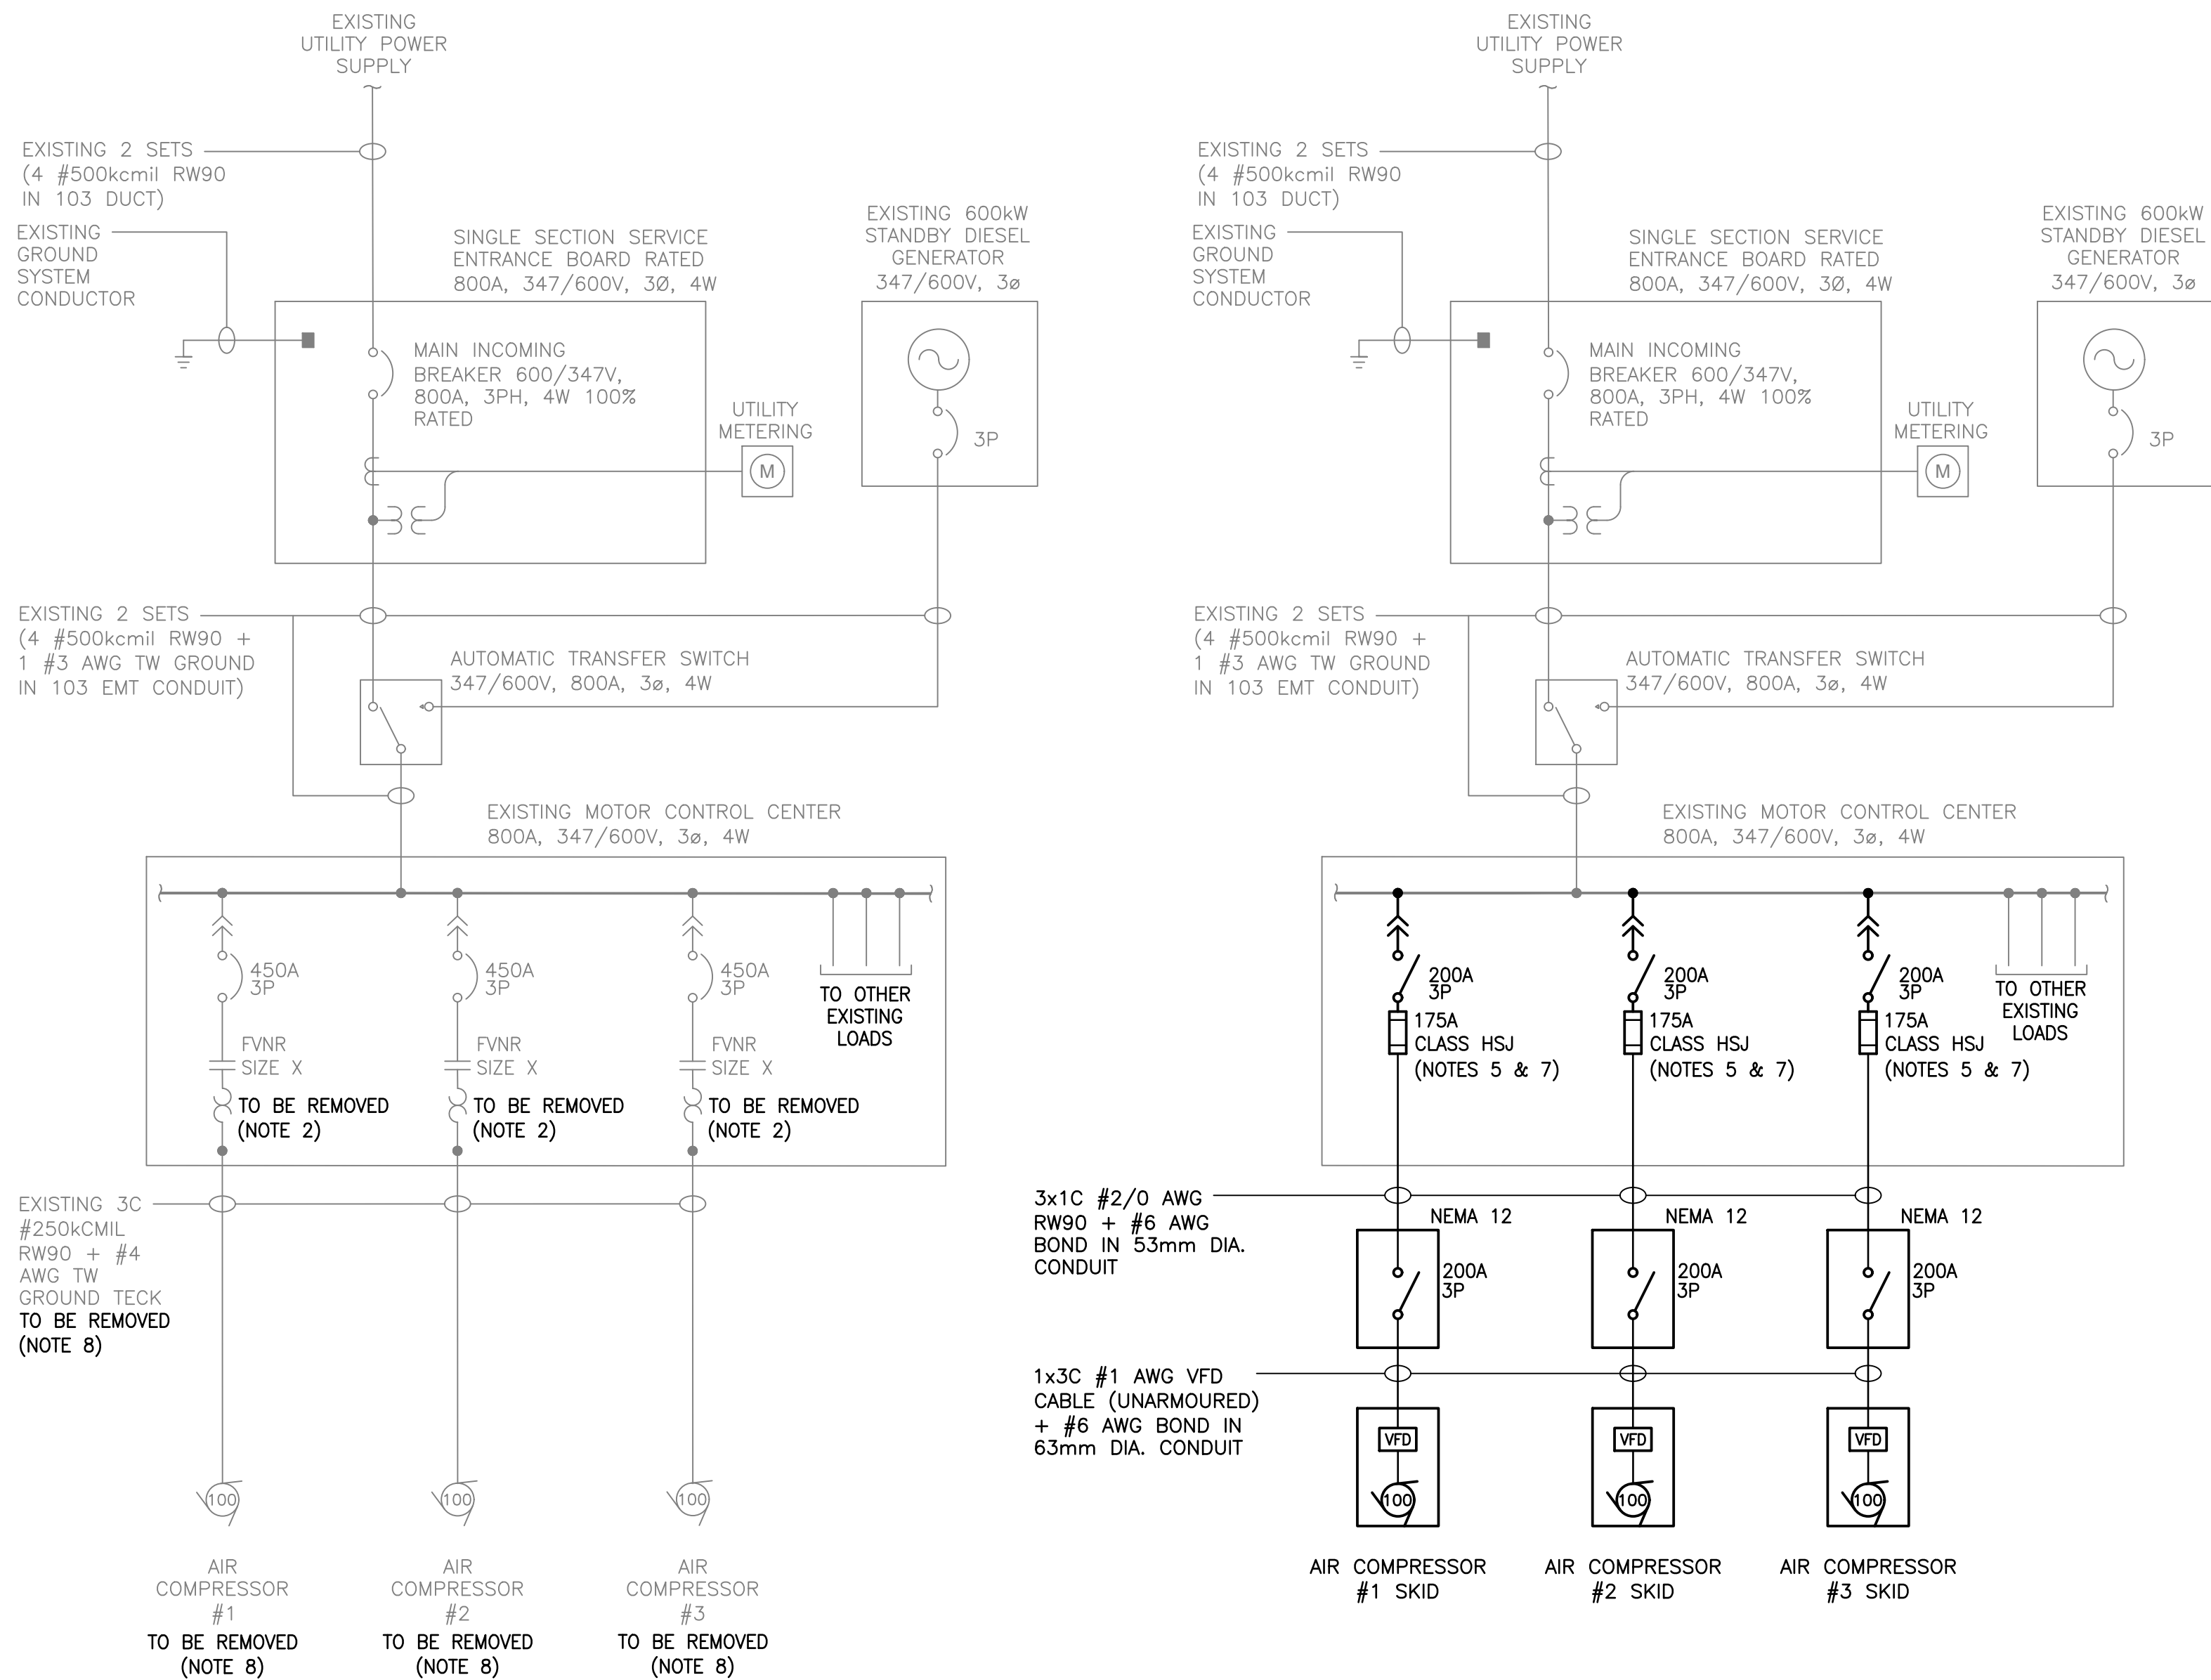 EXISTING
UTILITY POWER
SUPPLY
EXISTING 2 SETS
(4 #500kcmil RW90
IN 103 DUCT)
EXISTING
GROUND
SYSTEM
CONDUCTOR
SINGLE SECTION SERVICE
ENTRANCE BOARD RATED
800A, 347/600V, 3Ø, 4W
EXISTING 600kW
STANDBY DIESEL
GENERATOR
347/600V, 3ø
MAIN INCOMING
BREAKER 600/347V,
800A, 3PH, 4W 100%
RATED
UTILITY
METERING
M
3P
EXISTING 2 SETS
(4 #500kcmil RW90 +
1 #3 AWG TW GROUND
IN 103 EMT CONDUIT)
AUTOMATIC TRANSFER SWITCH
347/600V, 800A, 3ø, 4W
EXISTING MOTOR CONTROL CENTER
800A, 347/600V, 3ø, 4W
450A
3P
FVNR
SIZE X
TO BE REMOVED
(NOTE 2)
450A
3P
FVNR
SIZE X
TO BE REMOVED
(NOTE 2)
450A
3P
FVNR
SIZE X
TO BE REMOVED
(NOTE 2)
TO OTHER
EXISTING
LOADS
EXISTING 3C
#250kCMIL
RW90 + #4
AWG TW
GROUND TECK
TO BE REMOVED
(NOTE 8)
100
100
100
AIR
COMPRESSOR
#1
TO BE REMOVED
(NOTE 8)
AIR
COMPRESSOR
#2
TO BE REMOVED
(NOTE 8)
AIR
COMPRESSOR
#3
TO BE REMOVED
(NOTE 8)
EXISTING
UTILITY POWER
SUPPLY
EXISTING 2 SETS
(4 #500kcmil RW90
IN 103 DUCT)
EXISTING
GROUND
SYSTEM
CONDUCTOR
SINGLE SECTION SERVICE
ENTRANCE BOARD RATED
800A, 347/600V, 3Ø, 4W
EXISTING 600kW
STANDBY DIESEL
GENERATOR
347/600V, 3ø
MAIN INCOMING
BREAKER 600/347V,
800A, 3PH, 4W 100%
RATED
UTILITY
METERING
M
3P
EXISTING 2 SETS
(4 #500kcmil RW90 +
1 #3 AWG TW GROUND
IN 103 EMT CONDUIT)
AUTOMATIC TRANSFER SWITCH
347/600V, 800A, 3ø, 4W
EXISTING MOTOR CONTROL CENTER
800A, 347/600V, 3ø, 4W
200A
3P
175A
CLASS HSJ
(NOTES 5 & 7)
200A
3P
175A
CLASS HSJ
(NOTES 5 & 7)
200A
3P
175A
CLASS HSJ
(NOTES 5 & 7)
TO OTHER
EXISTING
LOADS
3x1C #2/0 AWG
RW90 + #6 AWG
BOND IN 53mm DIA.
CONDUIT
NEMA 12
200A
3P
NEMA 12
200A
3P
NEMA 12
200A
3P
1x3C #1 AWG VFD
CABLE (UNARMOURED)
+ #6 AWG BOND IN
63mm DIA. CONDUIT
VFD
100
VFD
100
VFD
100
AIR COMPRESSOR
#1 SKID
AIR COMPRESSOR
#2 SKID
AIR COMPRESSOR
#3 SKID